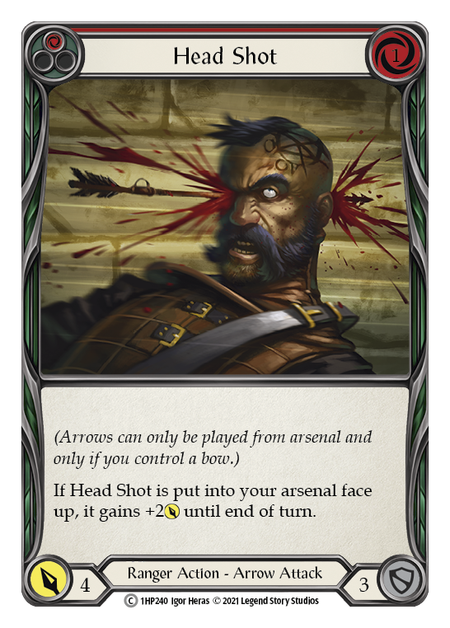 Head Shot
1
(Arrows can only be played from arsenal and
only if you control a bow.)
If Head Shot is put into your arsenal face
up, it gains +2 until end of turn.
4
Ranger Action - Arrow Attack
3
C 1HP240 Igor Heras © 2021 Legend Story Studios